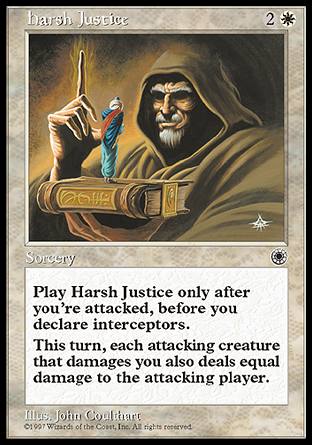 Harsh Justice 2
Sorcery
Play Harsh Justice only after
you're attacked, before you
declare interceptors.
This turn, each attacking creature
that damages you also deals equal
damage to the attacking player.
Illus. John Coulthart
©1997 Wizards of the Coast, Inc. All rights reserved.